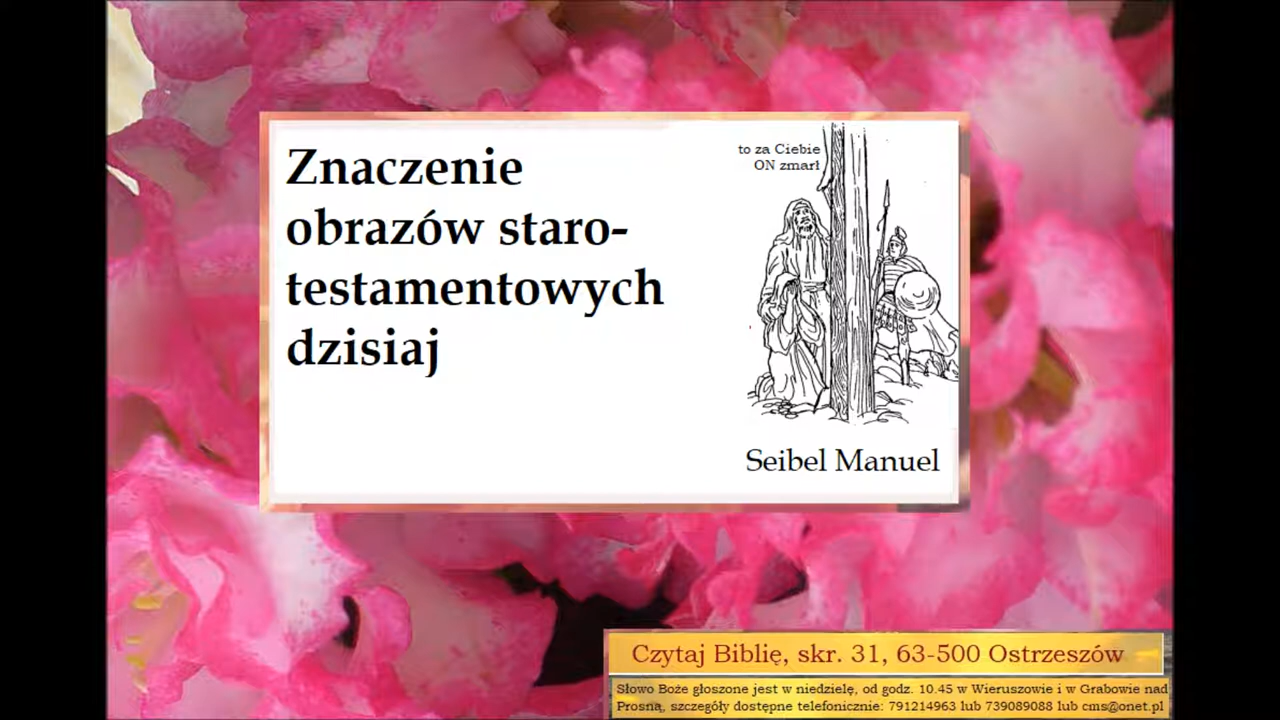 Znaczenie
obrazów staro-
testamentowych
dzisiaj
to za Ciebie
ON zmarł
Seibel Manuel
Czytaj Biblię, skr. 31, 63-500 Ostrzeszów
Słowo Boże głoszone jest w niedzielę, od godz. 10.45 w Wieruszowie i w Grabowie nad
Prosną, szczegóły dostępne telefonicznie: 791214963 lub 739089088 lub cms@onet.pl